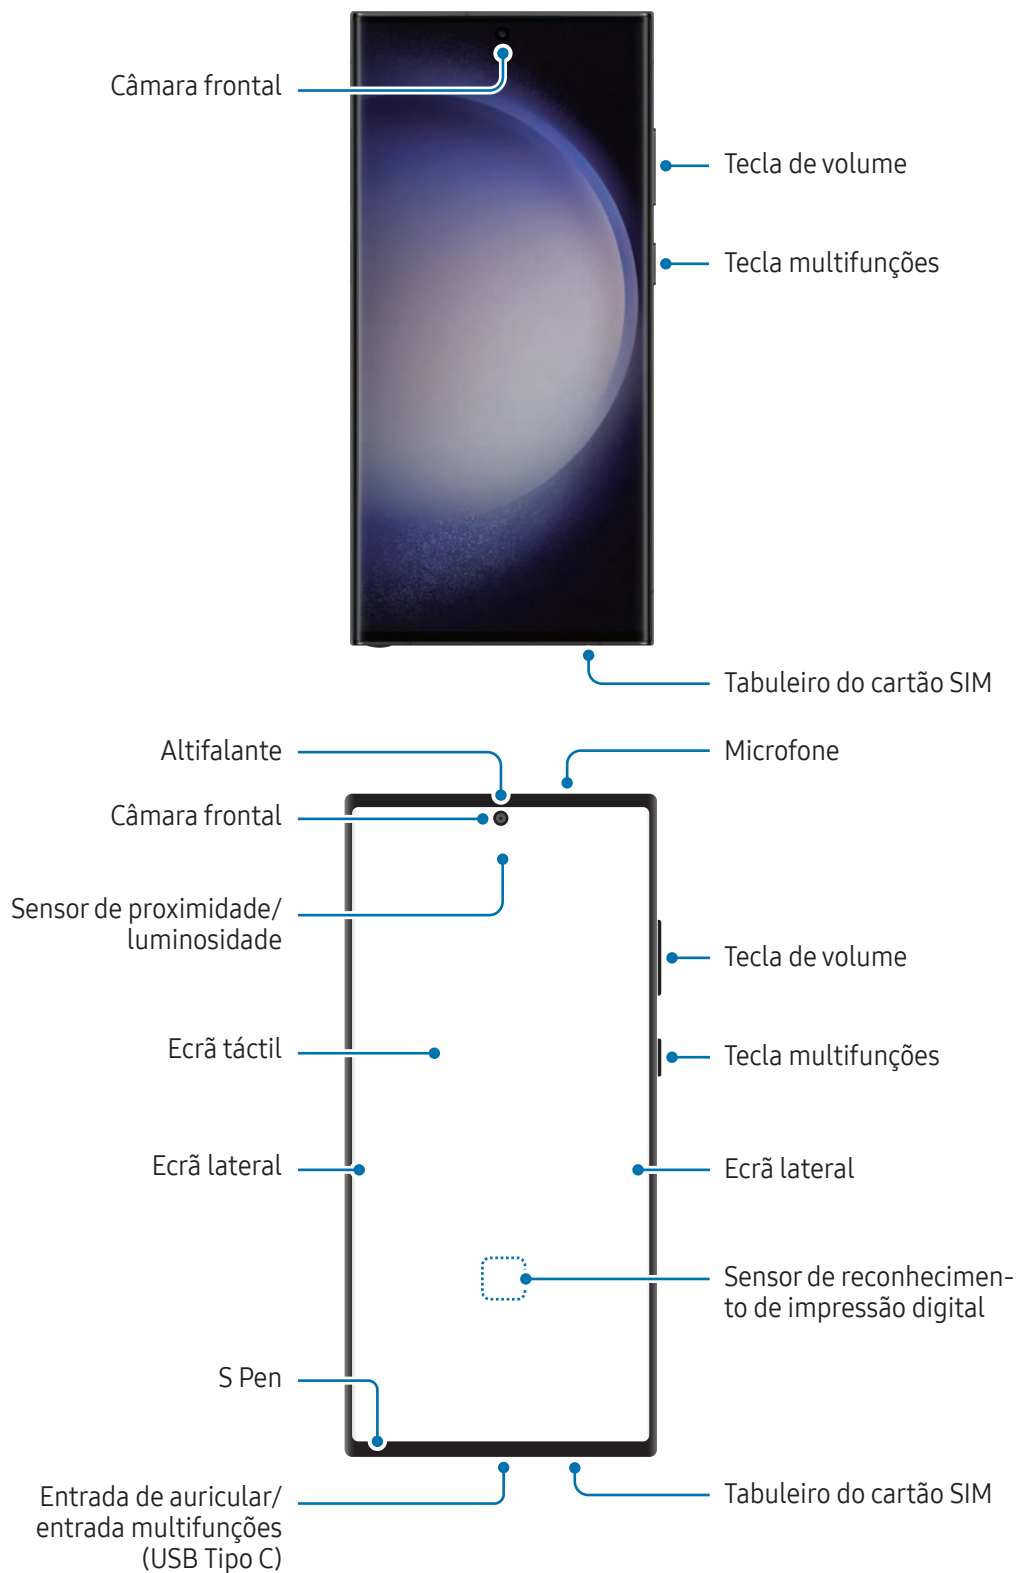 Câmara frontal
Tecla de volume
Tecla multifunções
Tabuleiro do cartão SIM
Altifalante
Microfone
Câmara frontal
Sensor de proximidade/
luminosidade
Tecla de volume
Ecrã táctil
Tecla multifunções
Ecrã lateral
Ecrã lateral
Sensor de reconhecimen-
to de impressão digital
S Pen
Entrada de auricular/
entrada multifunções
(USB Tipo C)
Tabuleiro do cartão SIM